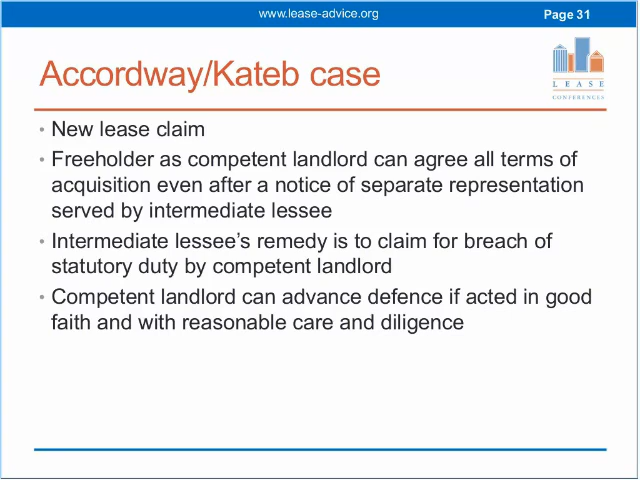 www.lease-advice.org
Page 31
Accordway/Kateb case
LEASE
CONFERENCES
• New lease claim
• Freeholder as competent landlord can agree all terms of
acquisition even after a notice of separate representation
served by intermediate lessee
• Intermediate lessee's remedy is to claim for breach of
statutory duty by competent landlord
• Competent landlord can advance defence if acted in good
faith and with reasonable care and diligence